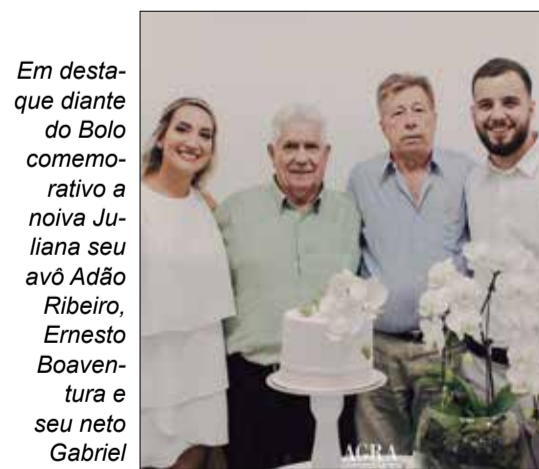 Em desta-
que diante
do Bolo
comemo-
rativo a
noiva Ju-
liana seu
avô Adão
Ribeiro,
Ernesto
Boaven-
tura e
seu neto
Gabriel
AGRA